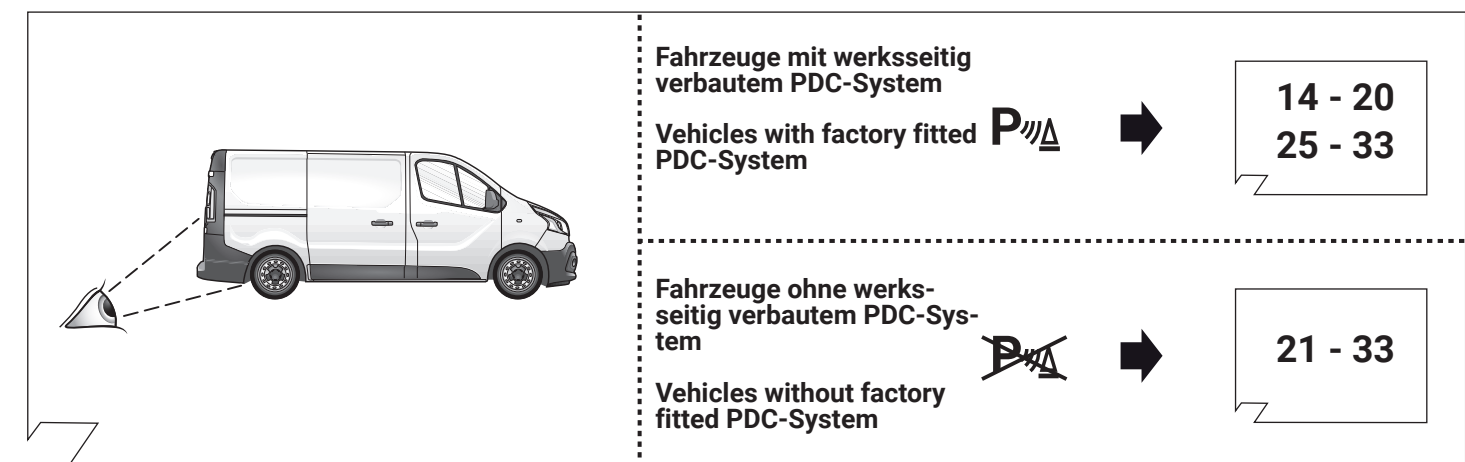 Fahrzeuge mit werksseitig
verbautem PDC-System
Vehicles with factory fitted
PDC-System
P
14 - 20
25 - 33
Fahrzeuge ohne werks-
seitig verbautem PDC-Sys-
tem
Vehicles without factory
fitted PDC-System
P
21 - 33